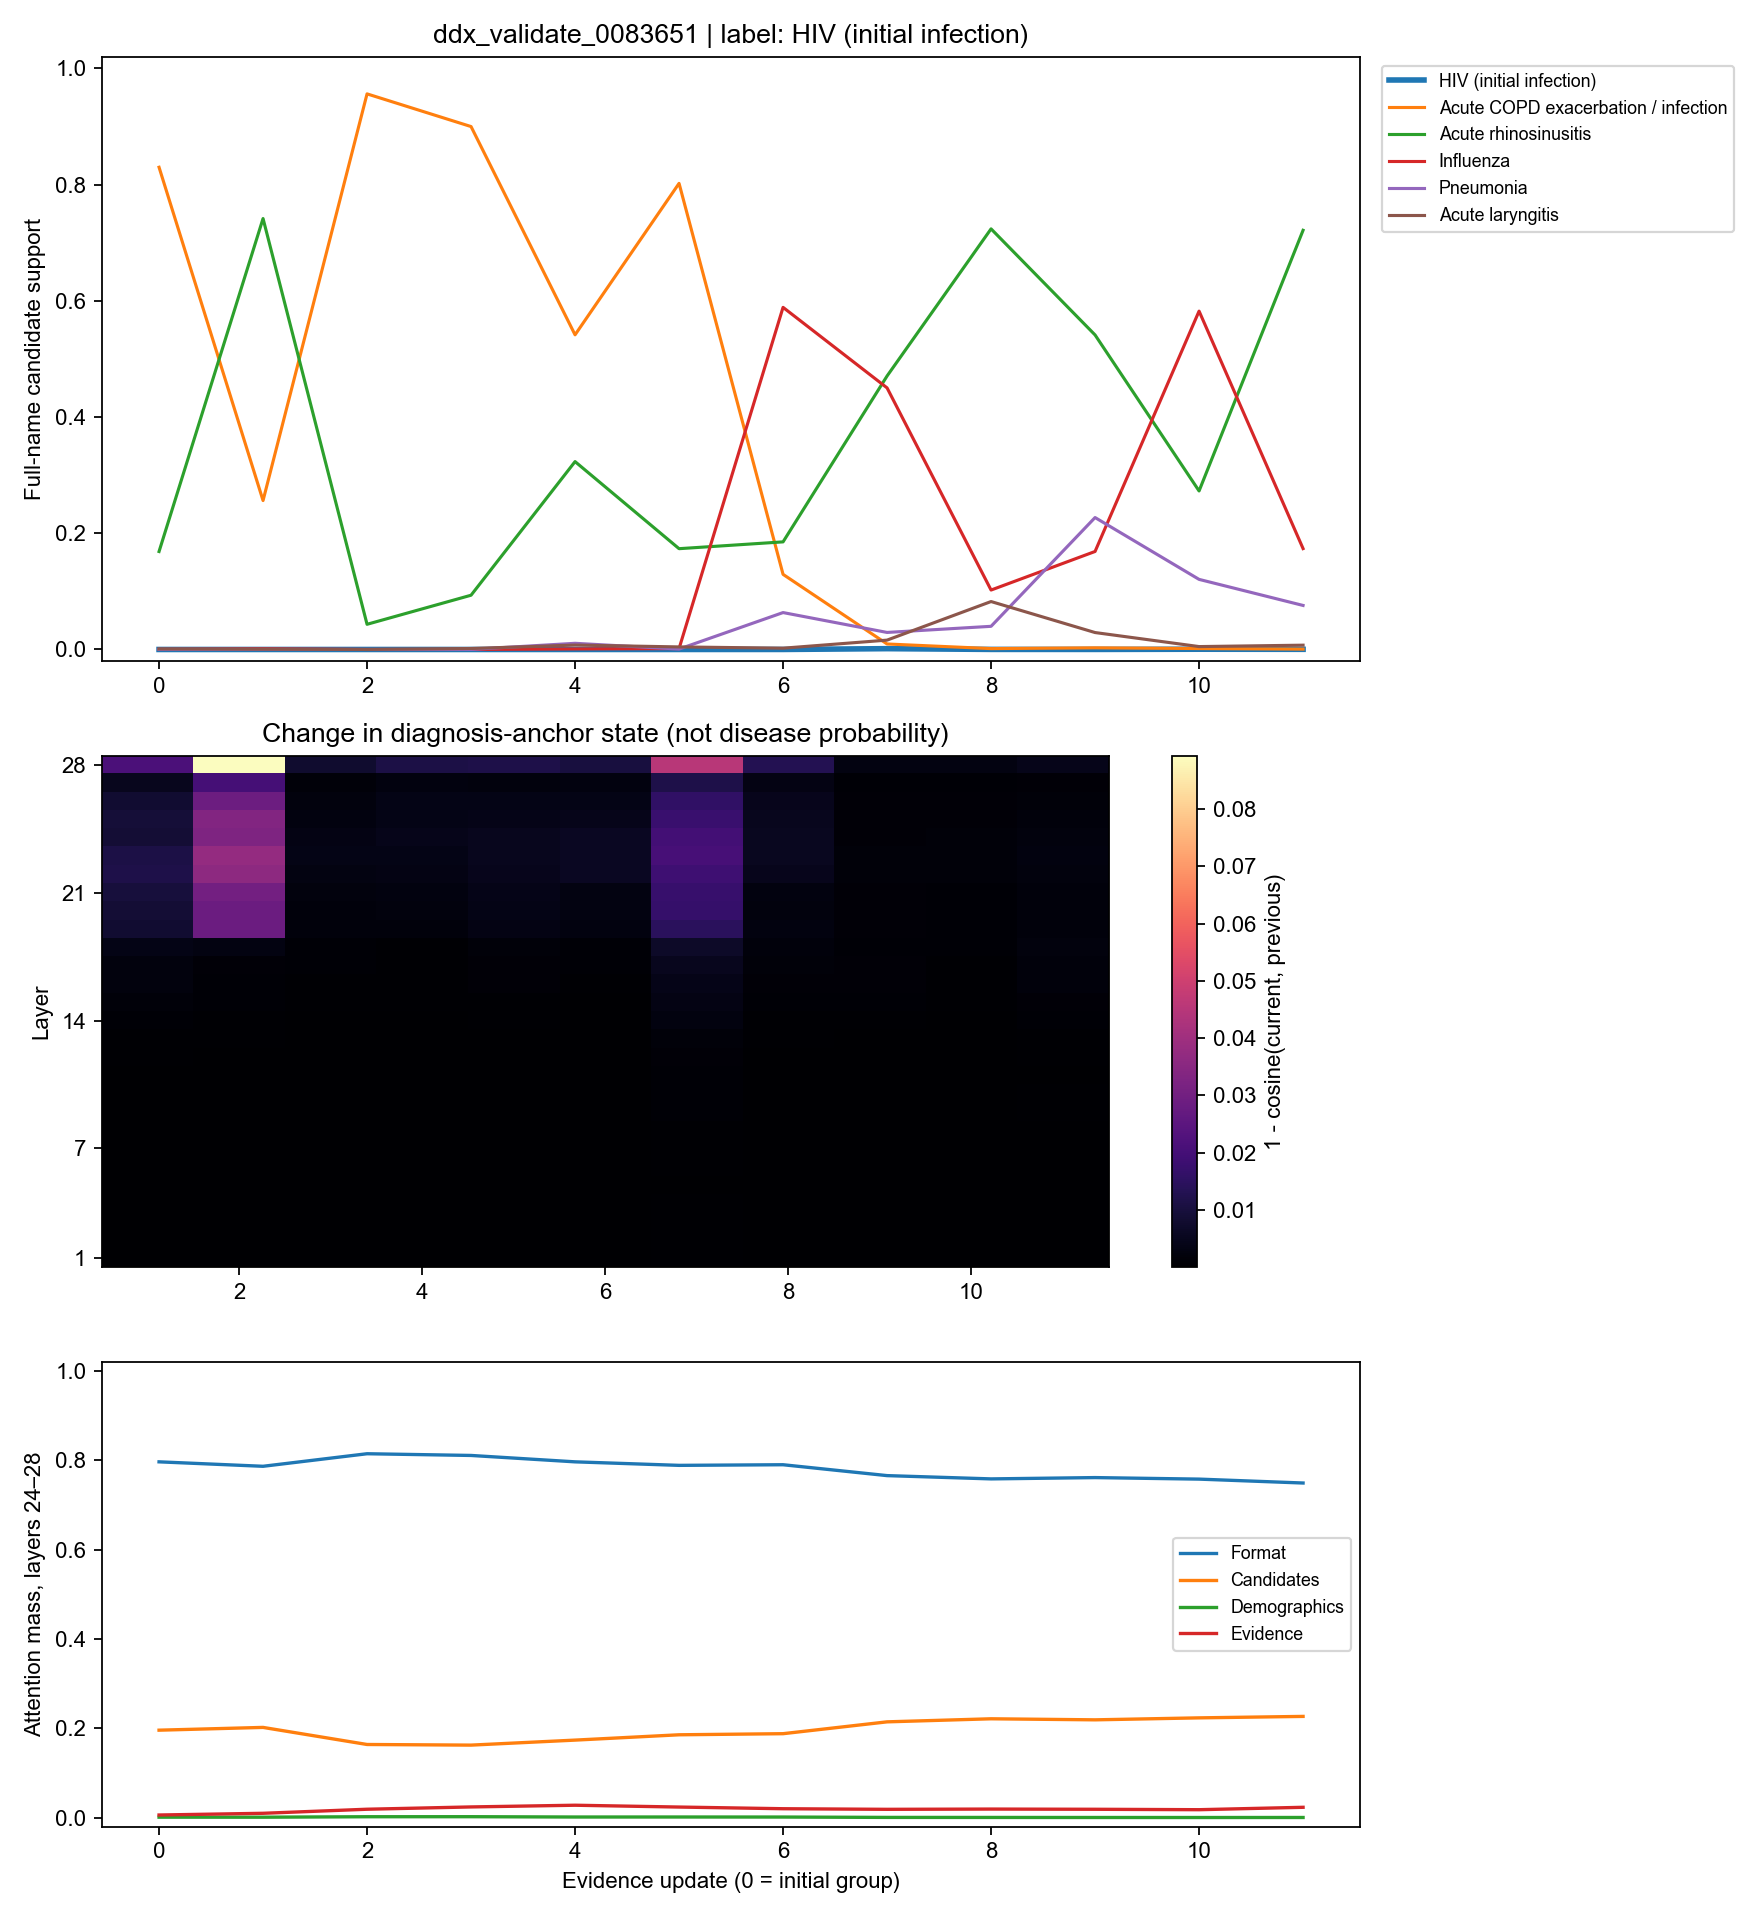 ddx_validate_0083651 | label: HIV (initial infection)
Full-name candidate support
1.0
0.8
0.6
0.4
0.2
0.0
0 2 4 6 8 10
HIV (initial infection)
Acute COPD exacerbation / infection
Acute rhinosinusitis
Influenza
Pneumonia
Acute laryngitis
Change in diagnosis-anchor state (not disease probability)
Layer
28
21
14
7
1
2 4 6 8 10
0.08
0.07
0.06
0.05
0.04
0.03
0.02
0.01
1 - cosine(current, previous)
Attention mass, layers 24–28
1.0
0.8
0.6
0.4
0.2
0.0
Format
Candidates
Demographics
Evidence
0 2 4 6 8 10
Evidence update (0 = initial group)